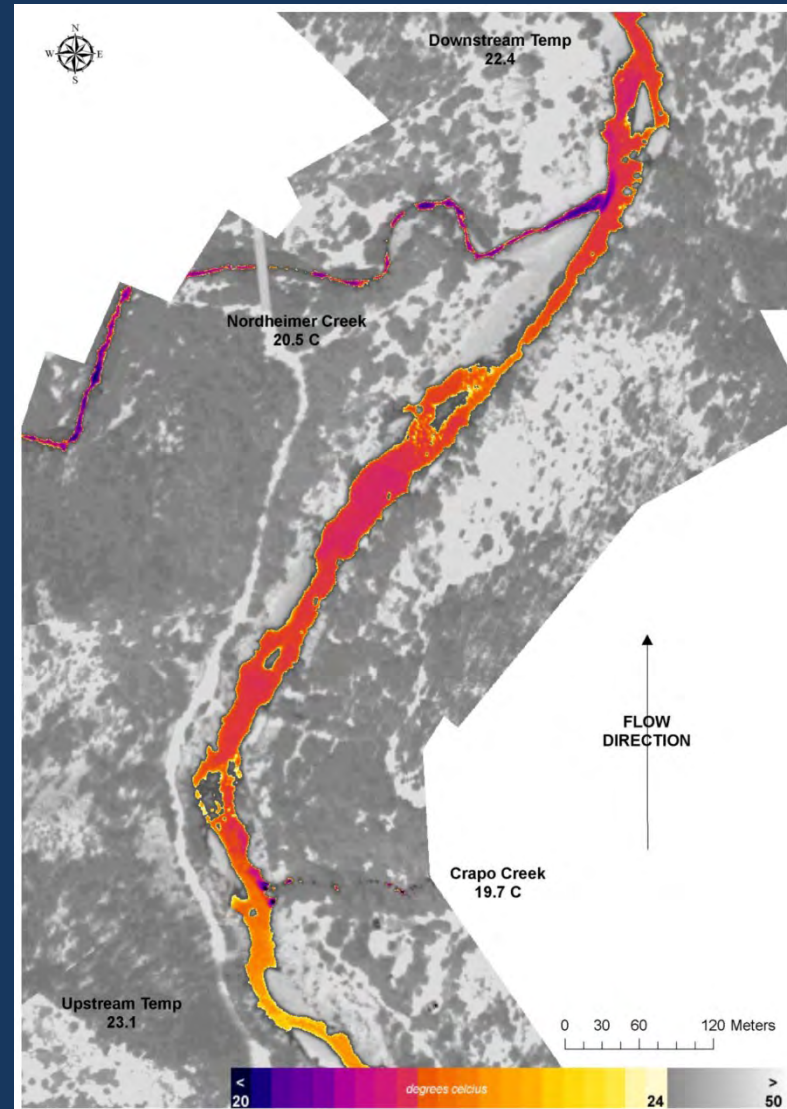 N
W E
S
Downstream Temp
22.4
Nordheimer Creek
20.5 C
FLOW
DIRECTION
Crapo Creek
19.7 C
Upstream Temp
23.1
0 30 60 120 Meters
< degrees celcius >
20 24 50